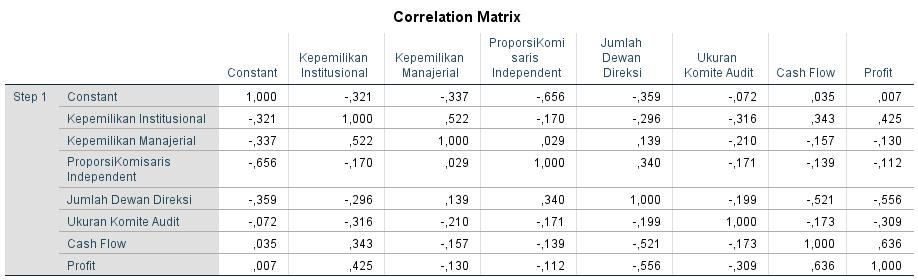 Correlation Matrix
Constant Kepemilikan Institusional Kepemilikan Manajerial ProporsiKomi saris Independent Jumlah Dewan Direksi Ukuran Komite Audit Cash Flow Profit
Step 1 Constant 1,000 -,321 -,337 -,656 -,359 -,072 ,035 ,007
Kepemilikan Institusional -,321 1,000 ,522 -,170 -,296 -,316 ,343 ,425
Kepemilikan Manajerial -,337 ,522 1,000 ,029 ,139 -,210 -,157 -,130
ProporsiKomisaris Independent -,656 -,170 ,029 1,000 ,340 -,171 -,139 -,112
Jumlah Dewan Direksi -,359 -,296 ,139 ,340 1,000 -,199 -,521 -,556
Ukuran Komite Audit -,072 -,316 -,210 -,171 -,199 1,000 -,173 -,309
Cash Flow ,035 ,343 -,157 -,139 -,521 -,173 1,000 ,636
Profit ,007 ,425 -,130 -,112 -,556 -,309 ,636 1,000